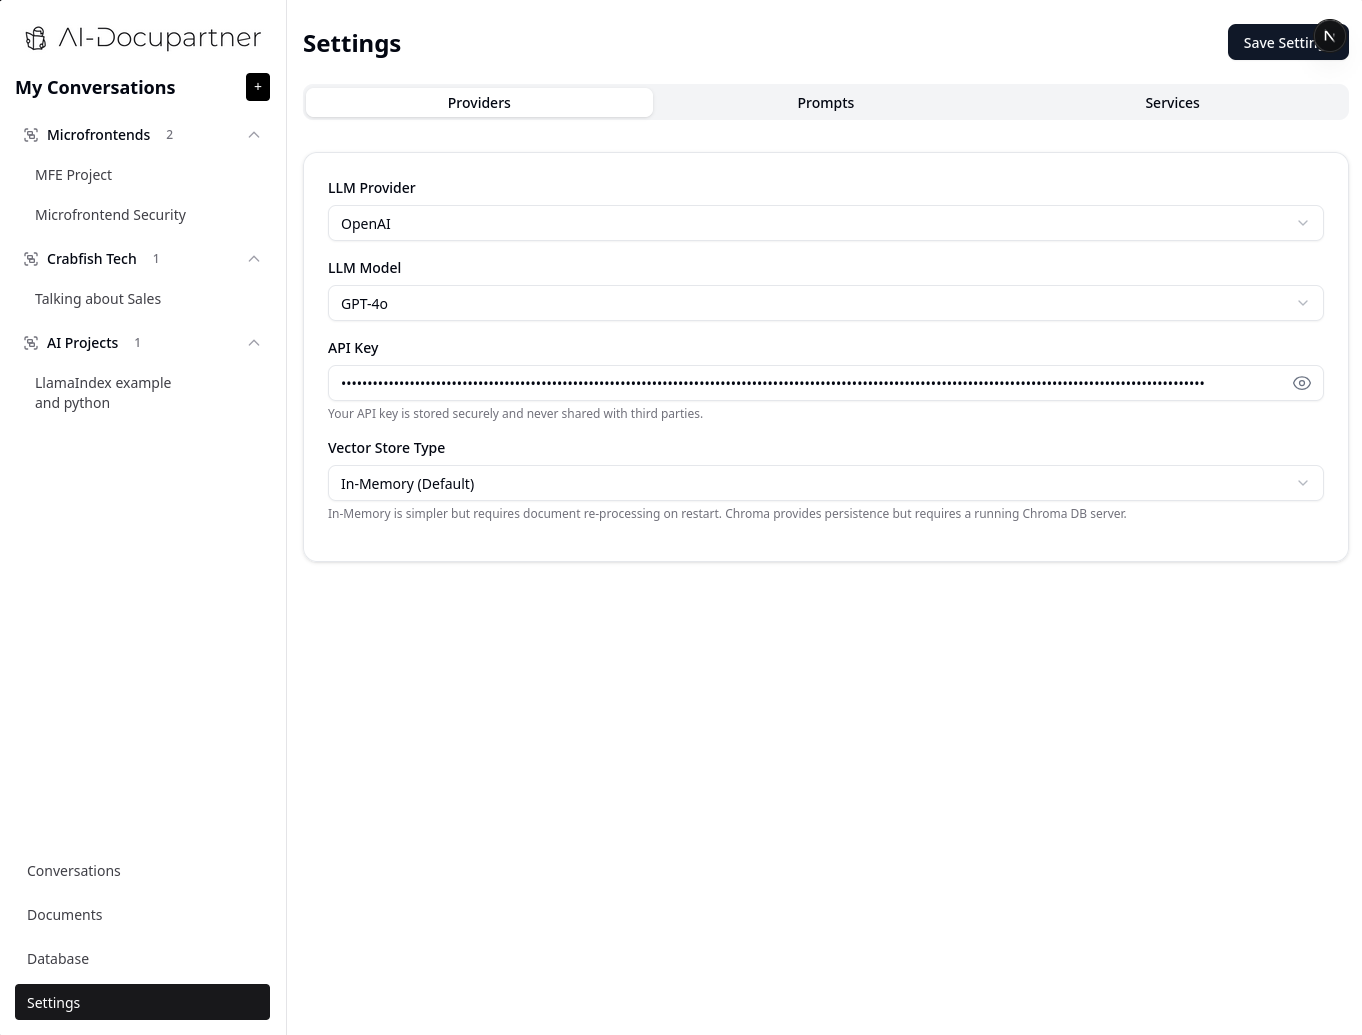 AI-Docupartner
My Conversations
+
Microfrontends 2
MFE Project
Microfrontend Security
Crabfish Tech 1
Talking about Sales
AI Projects 1
LlamaIndex example
and python
Conversations
Documents
Database
Settings
Settings
Save
N
Providers
Prompts
Services
LLM Provider
OpenAI
LLM Model
GPT-4o
API Key
Your API key is stored securely and never shared with third parties.
Vector Store Type
In-Memory (Default)
In-Memory is simpler but requires document re-processing on restart. Chroma provides persistence but requires a running Chroma DB server.